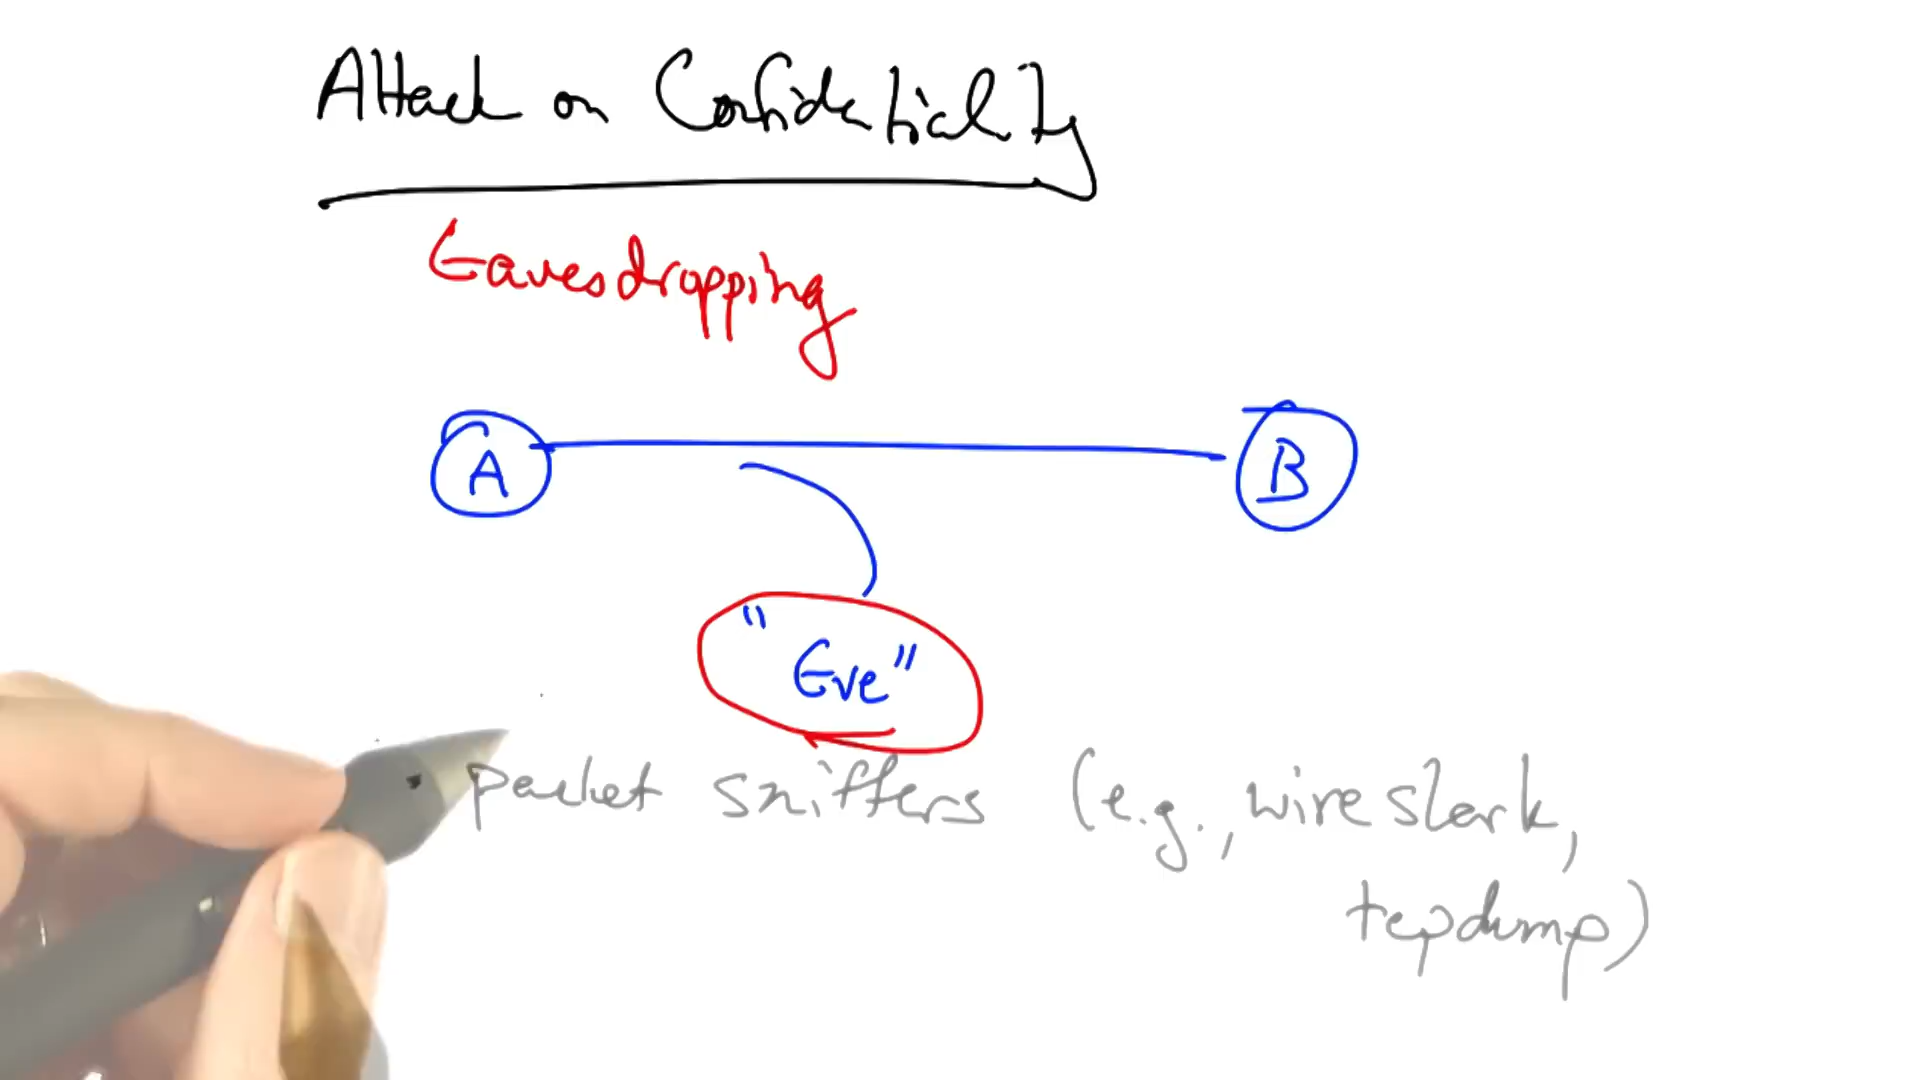 Attack on Confidentiality
Eavesdropping
A
B
"Eve"
packet sniffers (e.g., wireshark,
tcpdump)